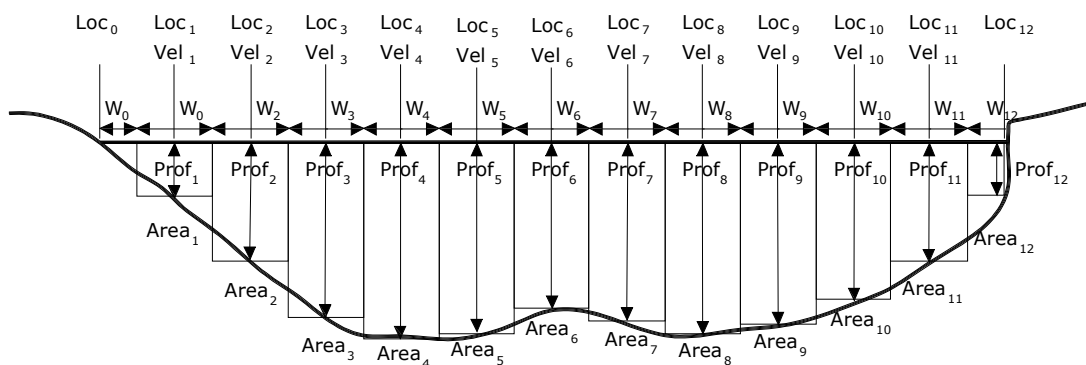 Loc₀ Loc₁ Loc₂ Loc₃ Loc₄ Loc₅ Loc₆ Loc₇ Loc₈ Loc₉ Loc₁₀ Loc₁₁ Loc₁₂
Vel₁ Vel₂ Vel₃ Vel₄ Vel₅ Vel₆ Vel₇ Vel₈ Vel₉ Vel₁₀ Vel₁₁
W₀ W₀ W₂ W₃ W₄ W₅ W₆ W₇ W₈ W₉ W₁₀ W₁₁ W₁₂
Prof₁ Prof₂ Prof₃ Prof₄ Prof₅ Prof₆ Prof₇ Prof₈ Prof₉ Prof₁₀ Prof₁₁ Prof₁₂
Area₁ Area₂ Area₃ Area₄ Area₅ Area₆ Area₇ Area₈ Area₉ Area₁₀ Area₁₁ Area₁₂